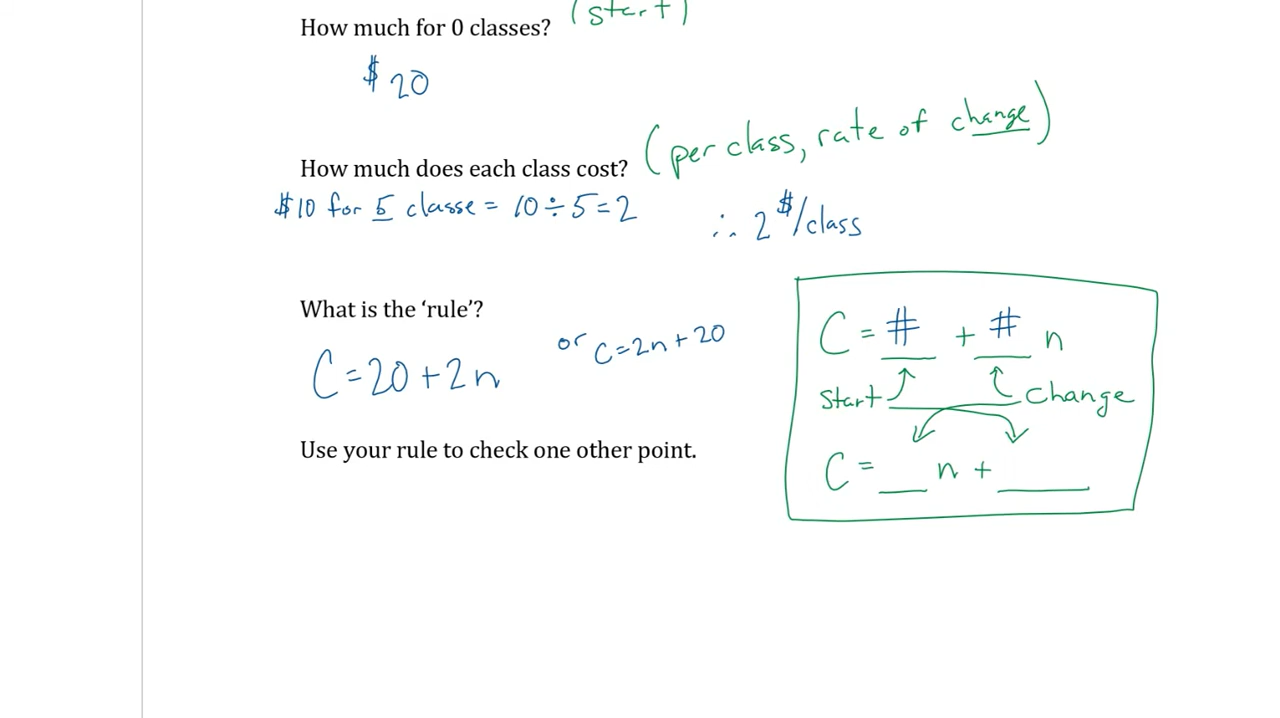 How much for 0 classes? (start)
$20
How much does each class cost? (per class, rate of change)
$10 for 5 classe = 10÷5=2
∴ 2 $/class
What is the ‘rule’?
C=20+2n
or C=2n+20
C = # + # n
start change
C = __ n + ____
Use your rule to check one other point.